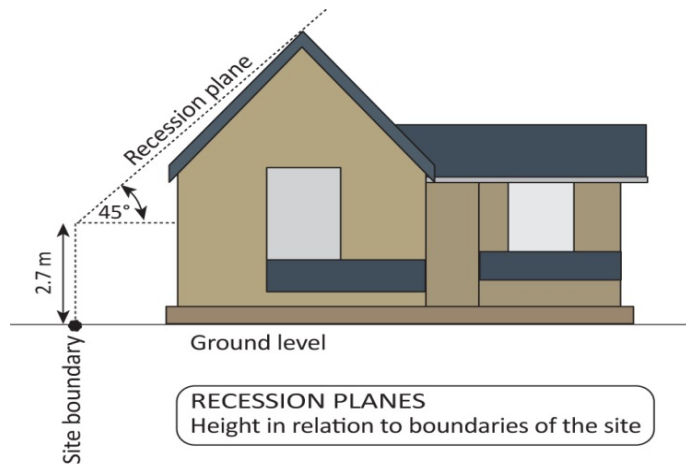 Recession plane
45°
2.7 m
Site boundary
Ground level
RECESSION PLANES
Height in relation to boundaries of the site